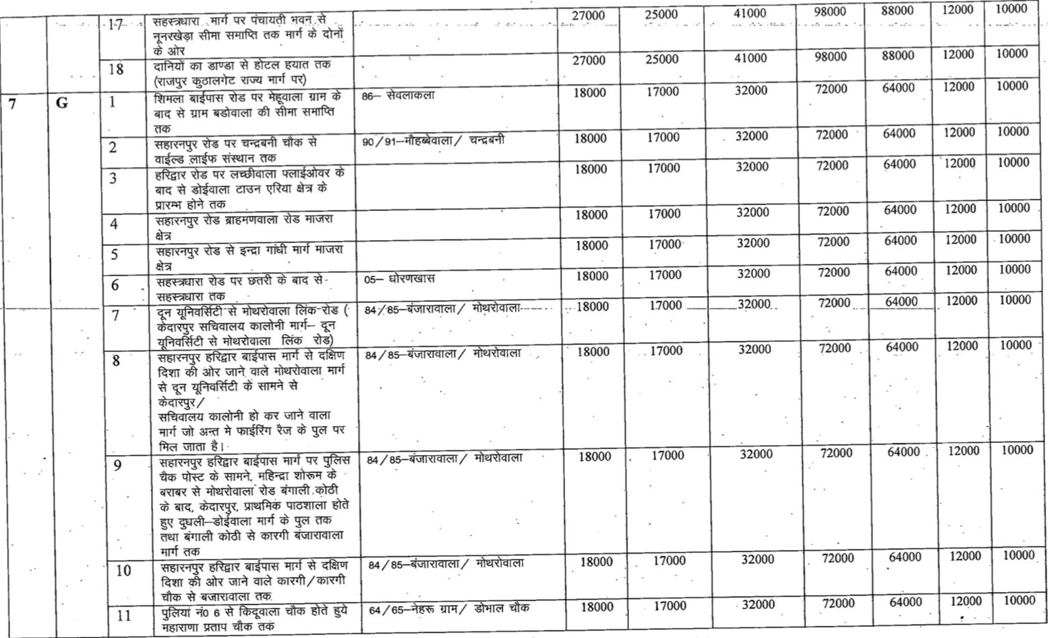 17 सहस्त्रधारा मार्ग पर पंचायती भवन से 27000 25000 41000 98000 88000 12000 10000
नूनरखेड़ा सीमा समाप्ति तक मार्ग के दोनों
के ओर
18 दानियों का डाण्डा से होटल हयात तक 27000 25000 41000 98000 88000 12000 10000
(राजपुर कुठालगेट राज्य मार्ग पर)
7 G 1 शिमला बाईपास रोड पर मेहूवाला ग्राम के 86– सेवलाकला 18000 17000 32000 72000 64000 12000 10000
बाद से ग्राम बडोवाला की सीमा समाप्ति
तक
2 सहारनपुर रोड पर चन्द्रबनी चौक से 90/91–मौहब्बेवाला/ चन्द्रबनी 18000 17000 32000 72000 64000 12000 10000
वाईल्ड लाईफ संस्थान तक
3 हरिद्वार रोड पर लच्छीवाला फ्लाईओवर के 18000 17000 32000 72000 64000 12000 10000
बाद से डोईवाला टाउन एरिया क्षेत्र के
प्रारम्भ होने तक
4 सहारनपुर रोड ब्राहमणवाला रोड माजरा 18000 17000 32000 72000 64000 12000 10000
क्षेत्र
5 सहारनपुर रोड से इन्द्रा गांधी मार्ग माजरा 18000 17000 32000 72000 64000 12000 10000
क्षेत्र
6 सहस्त्रधारा रोड पर छतरी के बाद से 05– धोरणखास 18000 17000 32000 72000 64000 12000 10000
सहस्त्रधारा तक
7 दून यूनिवर्सिटी से मोथरोवाला लिंक रोड ( 84/85–बंजारावाला/ मोथरोवाला 18000 17000 32000 72000 64000 12000 10000
केदारपुर सचिवालय कालोनी मार्ग– दून
यूनिवर्सिटी से मोथरोवाला लिंक रोड)
8 सहारनपुर हरिद्वार बाईपास मार्ग से दक्षिण 84/85–बंजारावाला/ मोथरोवाला 18000 17000 32000 72000 64000 12000 10000
दिशा की ओर जाने वाले मोथरोवाला मार्ग
से दून यूनिवर्सिटी के सामने से
केदारपुर/
सचिवालय कालोनी हो कर जाने वाला
मार्ग जो अन्त मे फाईरिंग रैज के पुल पर
मिल जाता है।
9 सहारनपुर हरिद्वार बाईपास मार्ग पर पुलिस 84/85–बंजारावाला/ मोथरोवाला 18000 17000 32000 72000 64000 12000 10000
चैक पोस्ट के सामने, महिन्द्रा शोरूम के
बराबर से मोथरोवाला रोड बंगाली कोठी
के बाद, केदारपुर, प्राथमिक पाठशाला होते
हुए दुधली–डोईवाला मार्ग के पुल तक
तथा बंगाली कोठी से कारगी बंजारावाला
मार्ग तक
10 सहारनपुर हरिद्वार बाईपास मार्ग से दक्षिण 84/85–बंजारावाला/ मोथरोवाला 18000 17000 32000 72000 64000 12000 10000
दिशा की ओर जाने वाले कारगी/कारगी
चौक से बजारावाला तक
11 पुलिया नं0 6 से किदूवाला चौक होते हुये 64/65–नेहरू ग्राम/ डोभाल चौक 18000 17000 32000 72000 64000 12000 10000
महाराणा प्रताप चौक तक